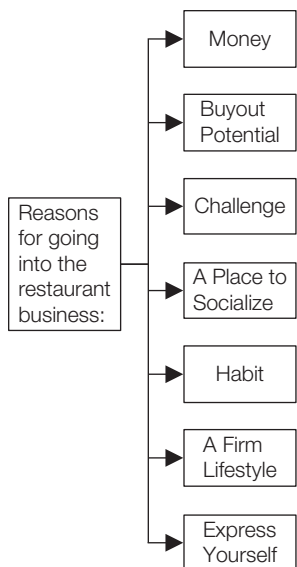 Reasons
for going
into the
restaurant
business:
Money
Buyout
Potential
Challenge
A Place to
Socialize
Habit
A Firm
Lifestyle
Express
Yourself